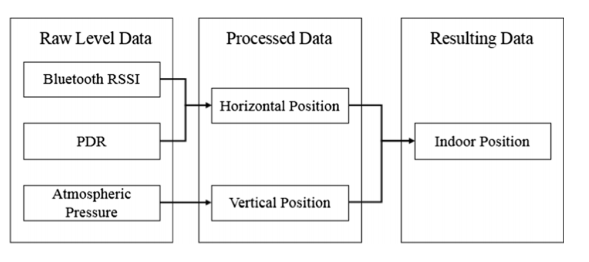 Raw Level Data
Bluetooth RSSI
PDR
Atmospheric
Pressure
Processed Data
Horizontal Position
Vertical Position
Resulting Data
Indoor Position